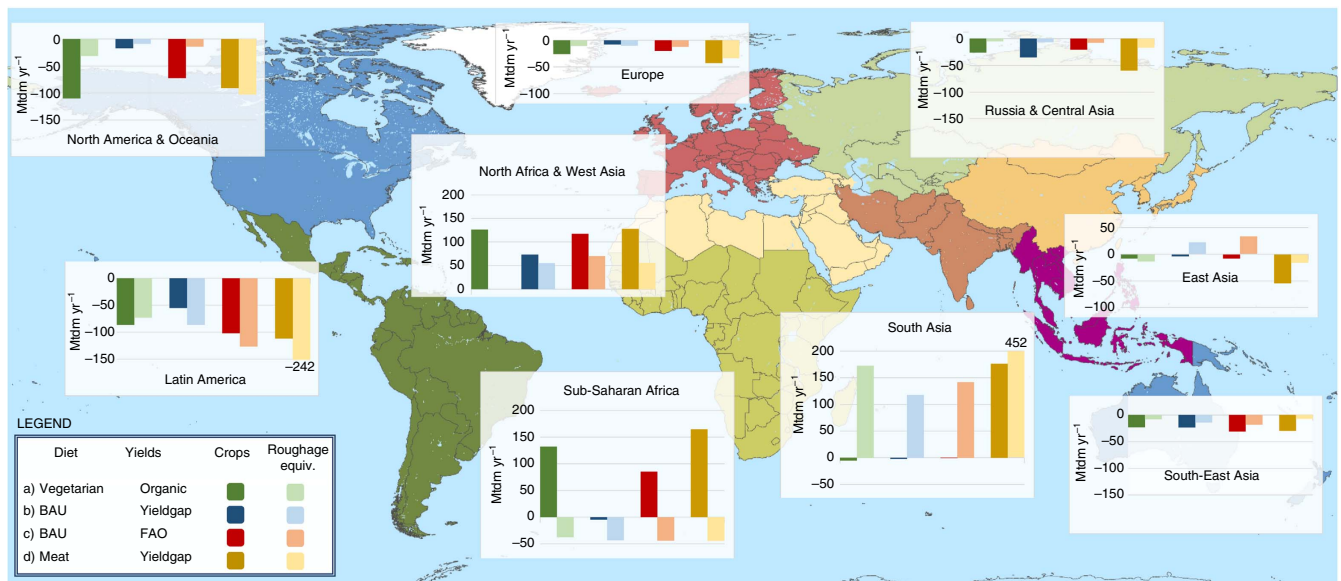 0
−50
−100
−150
Mtdm yr⁻¹
North America & Oceania
0
−50
−100
Mtdm yr⁻¹
Europe
0
−50
−100
−150
Mtdm yr⁻¹
Russia & Central Asia
North Africa & West Asia
200
150
100
50
0
Mtdm yr⁻¹
50
0
−50
−100
Mtdm yr⁻¹
East Asia
0
−50
−100
−150
Mtdm yr⁻¹
−242
Latin America
South Asia
452
200
150
100
50
0
−50
Mtdm yr⁻¹
Sub-Saharan Africa
200
150
100
50
0
−50
Mtdm yr⁻¹
0
−50
−100
−150
Mtdm yr⁻¹
South-East Asia
LEGEND
Diet Yields Crops Roughage
equiv.
a) Vegetarian Organic
b) BAU Yieldgap
c) BAU FAO
d) Meat Yieldgap